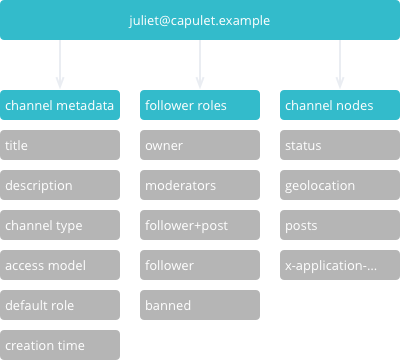 juliet@capulet.example
channel metadata
title
description
channel type
access model
default role
creation time
follower roles
owner
moderators
follower+post
follower
banned
channel nodes
status
geolocation
posts
x-application-...